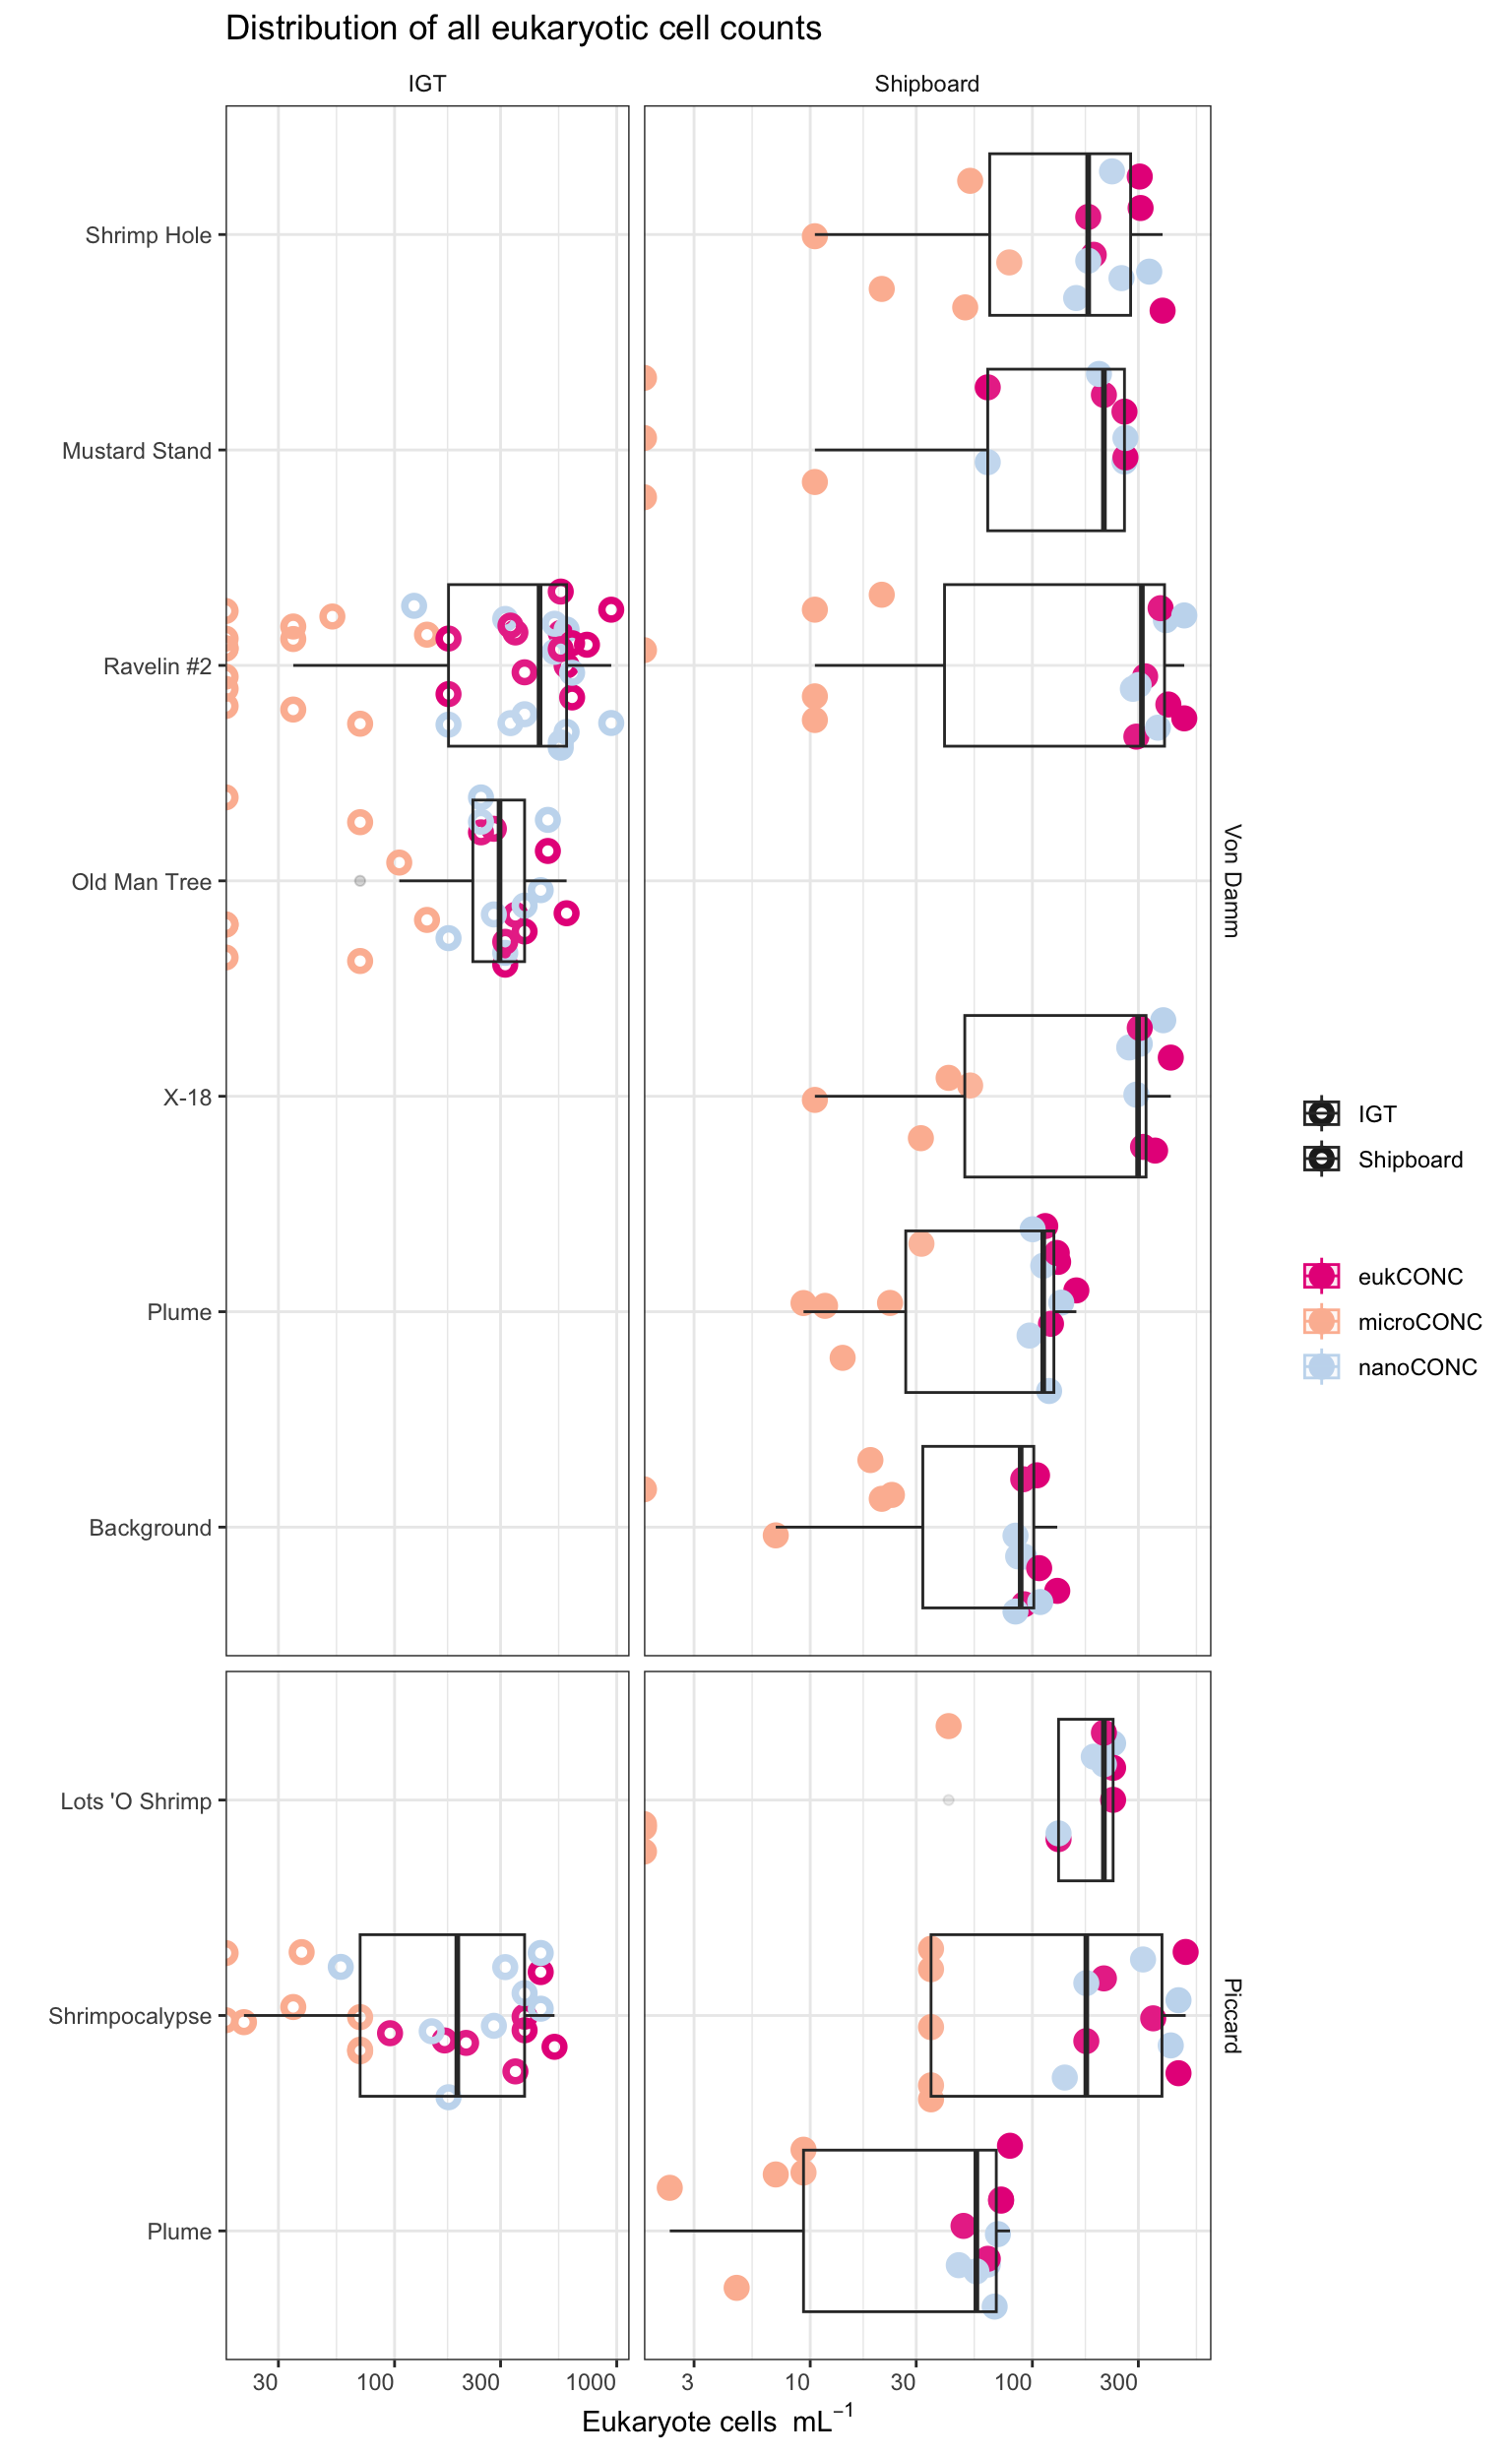 Distribution of all eukaryotic cell counts
IGT
Shipboard
Shrimp Hole
Mustard Stand
Ravelin #2
Old Man Tree
X-18
Plume
Background
Von Damm
Lots 'O Shrimp
Shrimpocalypse
Plume
Piccard
IGT
Shipboard
eukCONC
microCONC
nanoCONC
30 100 300 1000
3 10 30 100 300
Eukaryote cells mL⁻¹